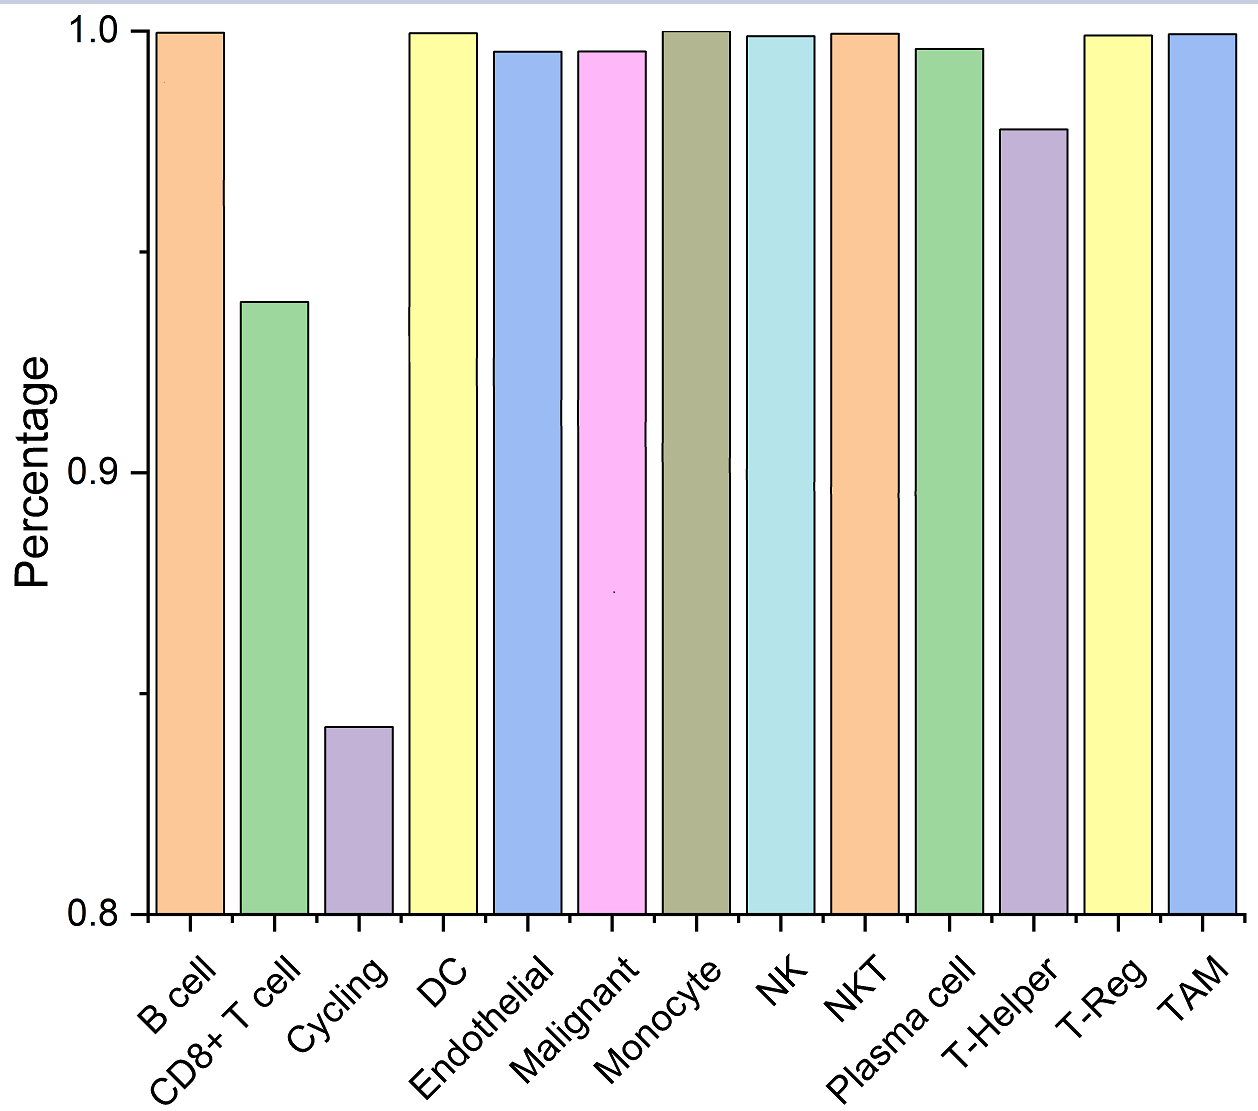 Percentage
1.0
0.9
0.8
B cell
CD8+ T cell
Cycling
DC
Endothelial
Malignant
Monocyte
NK
NKT
Plasma cell
T-Helper
T-Reg
TAM